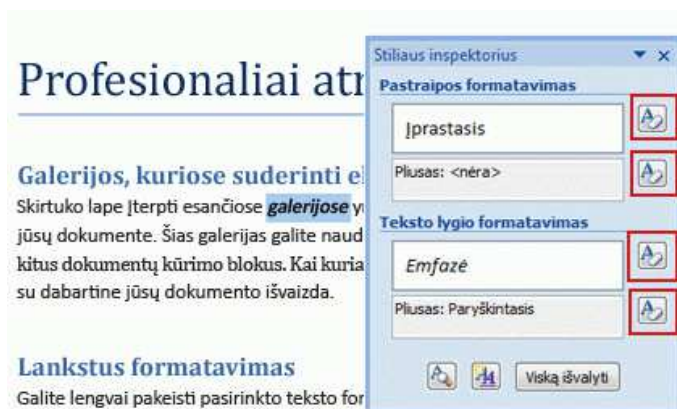 Profesionaliai atr
Galerijos, kuriose suderinti el
Skirtuko lape Įterpti esančiose galerijose
jūsų dokumente. Šias galerijas galite naud
kitus dokumentų kūrimo blokus. Kai kuria
su dabartine jūsų dokumento išvaizda.
Lankstus formatavimas
Galite lengvai pakeisti pasirinkto teksto for
Stiliaus inspektorius
Pastraipos formatavimas
Įprastasis
Pliusas: <nėra>
Teksto lygio formatavimas
Emfazė
Pliusas: Paryškintasis
Viską išvalyti